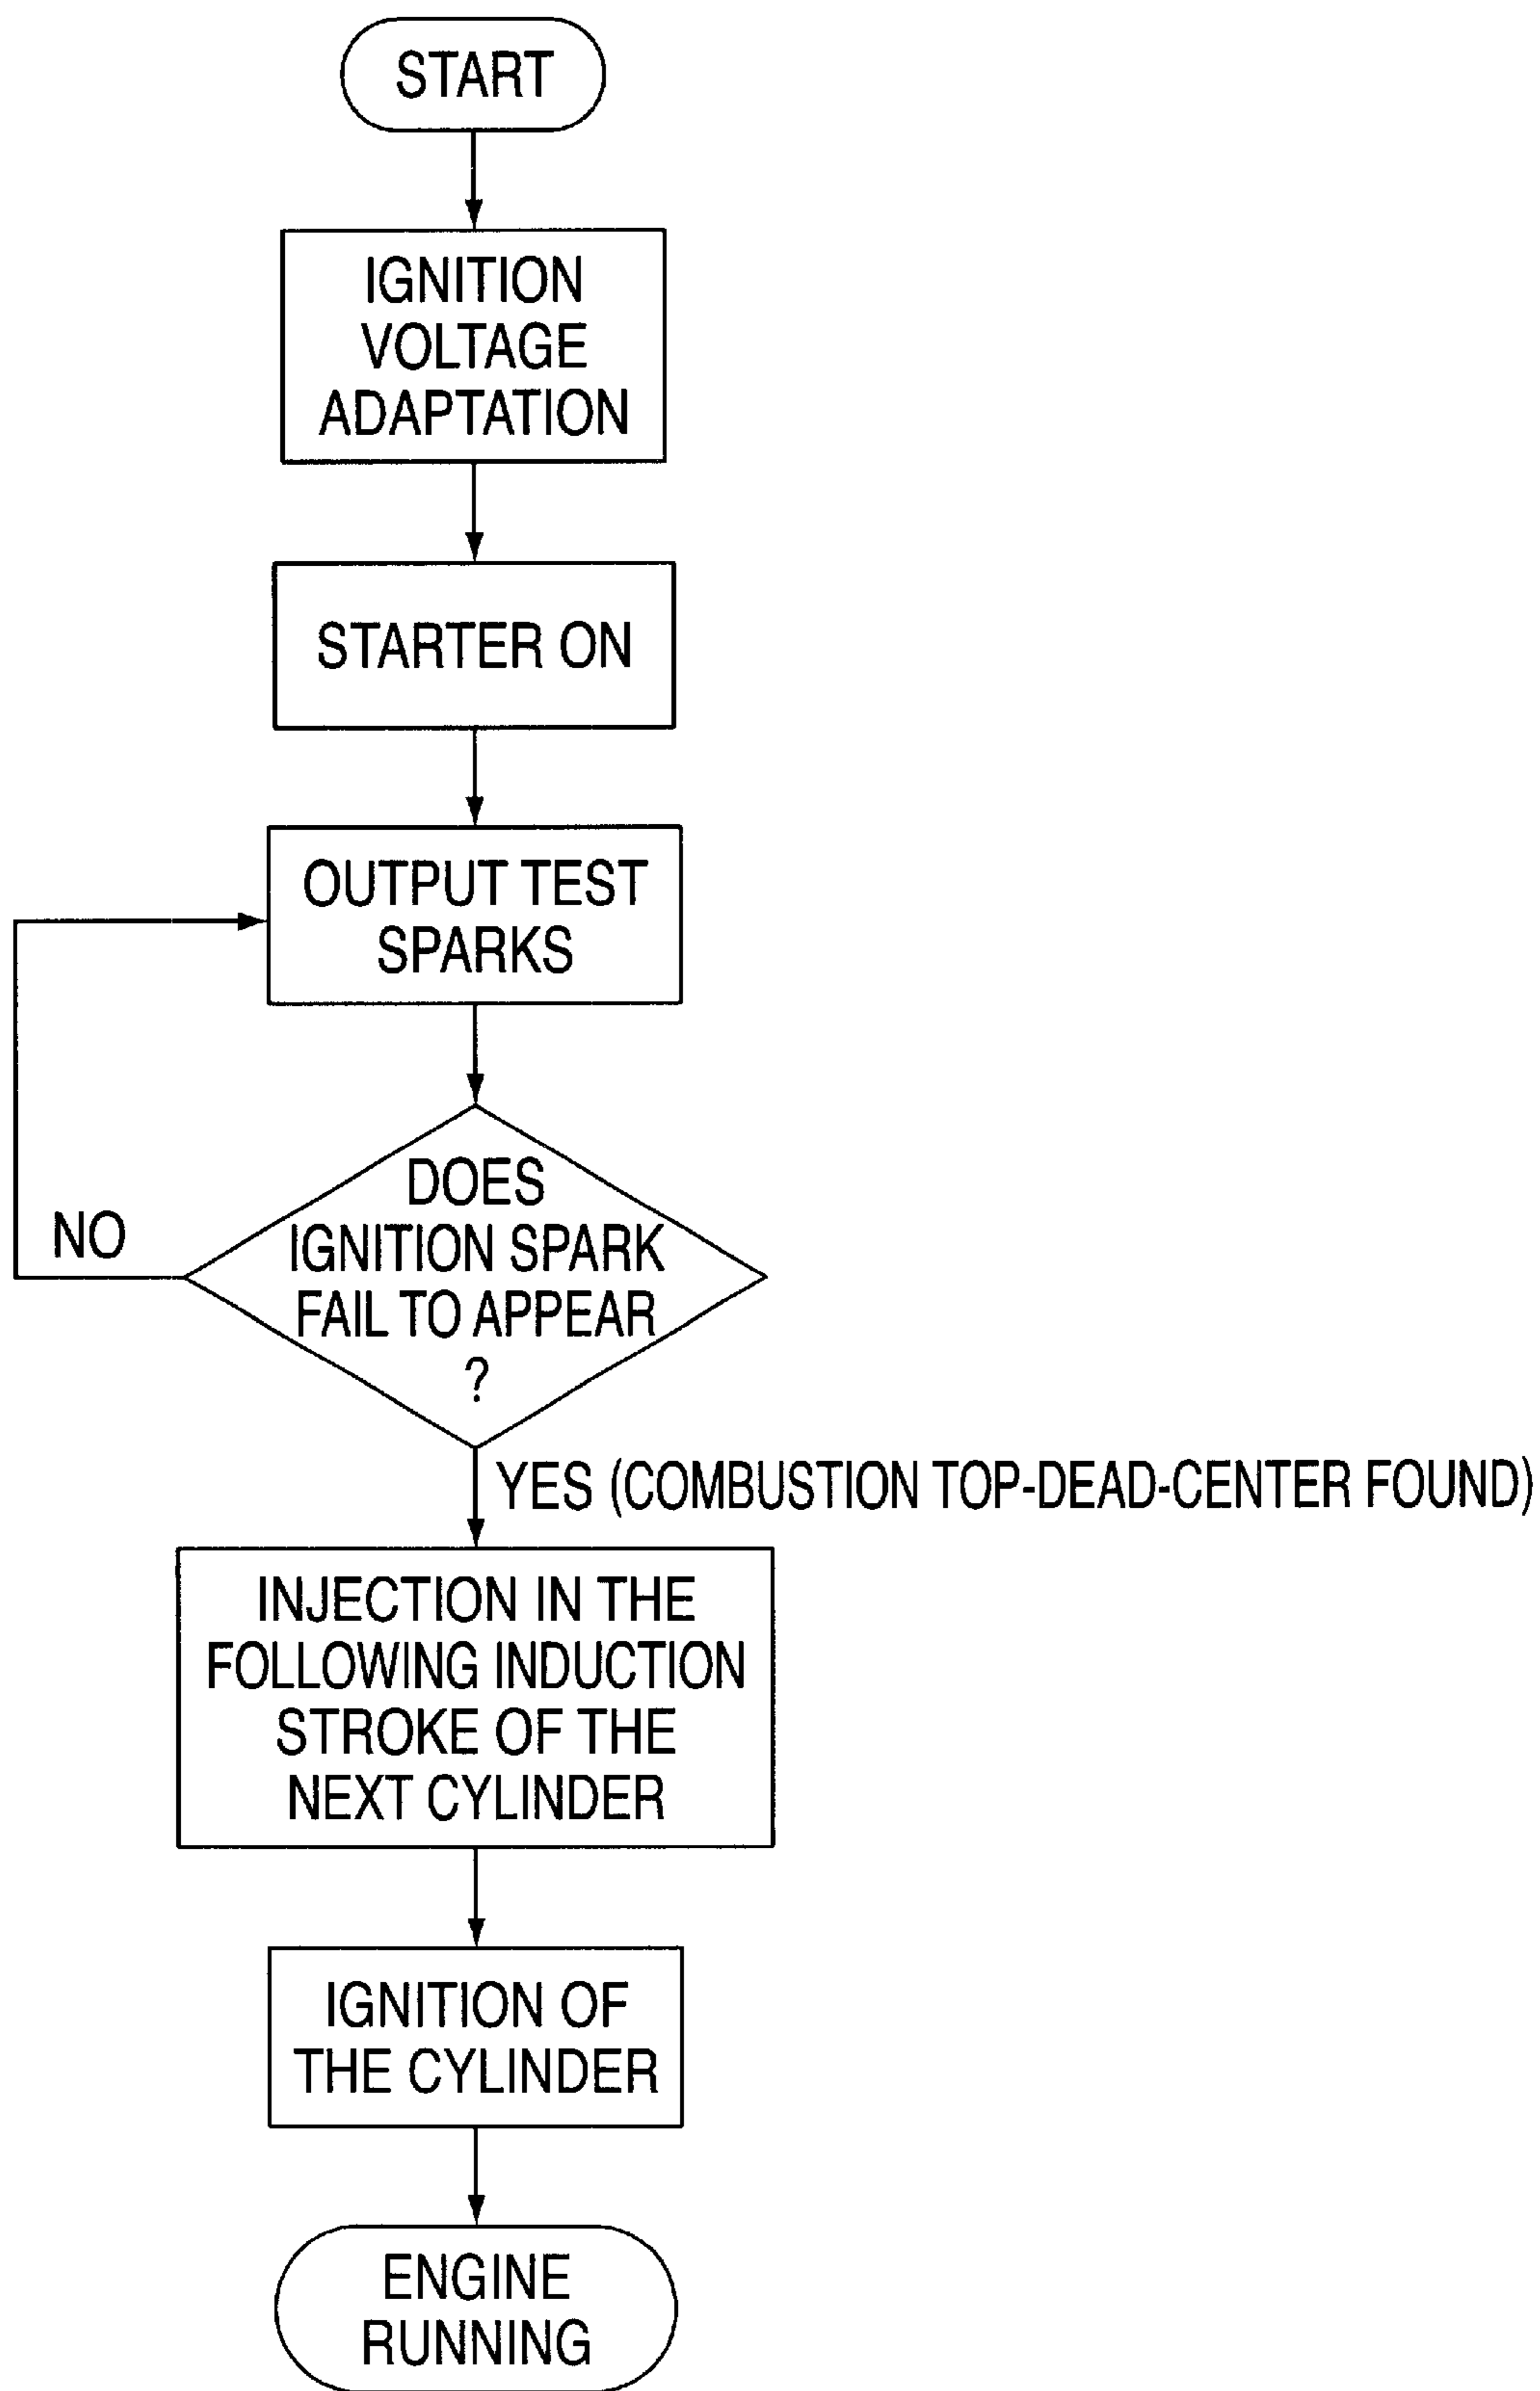 START
IGNITION
VOLTAGE
ADAPTATION
STARTER ON
OUTPUT TEST
SPARKS
DOES
IGNITION SPARK
FAIL TO APPEAR
?
NO
YES (COMBUSTION TOP-DEAD-CENTER FOUND)
INJECTION IN THE
FOLLOWING INDUCTION
STROKE OF THE
NEXT CYLINDER
IGNITION OF
THE CYLINDER
ENGINE
RUNNING